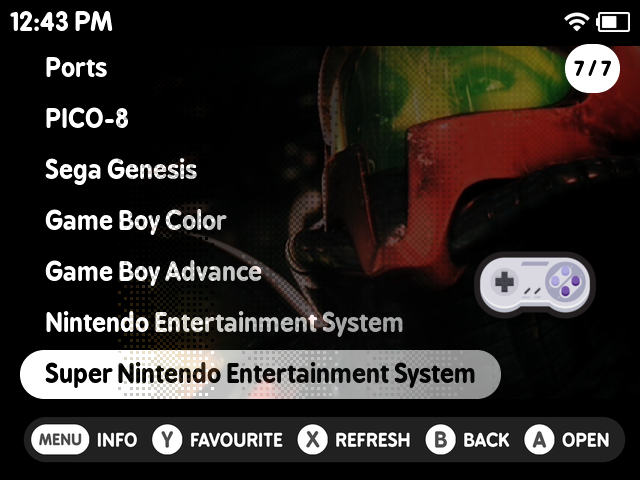 12:43 PM
Ports
7 / 7
PICO-8
Sega Genesis
Game Boy Color
Game Boy Advance
Nintendo Entertainment System
Super Nintendo Entertainment System
MENU INFO Y FAVOURITE X REFRESH B BACK A OPEN